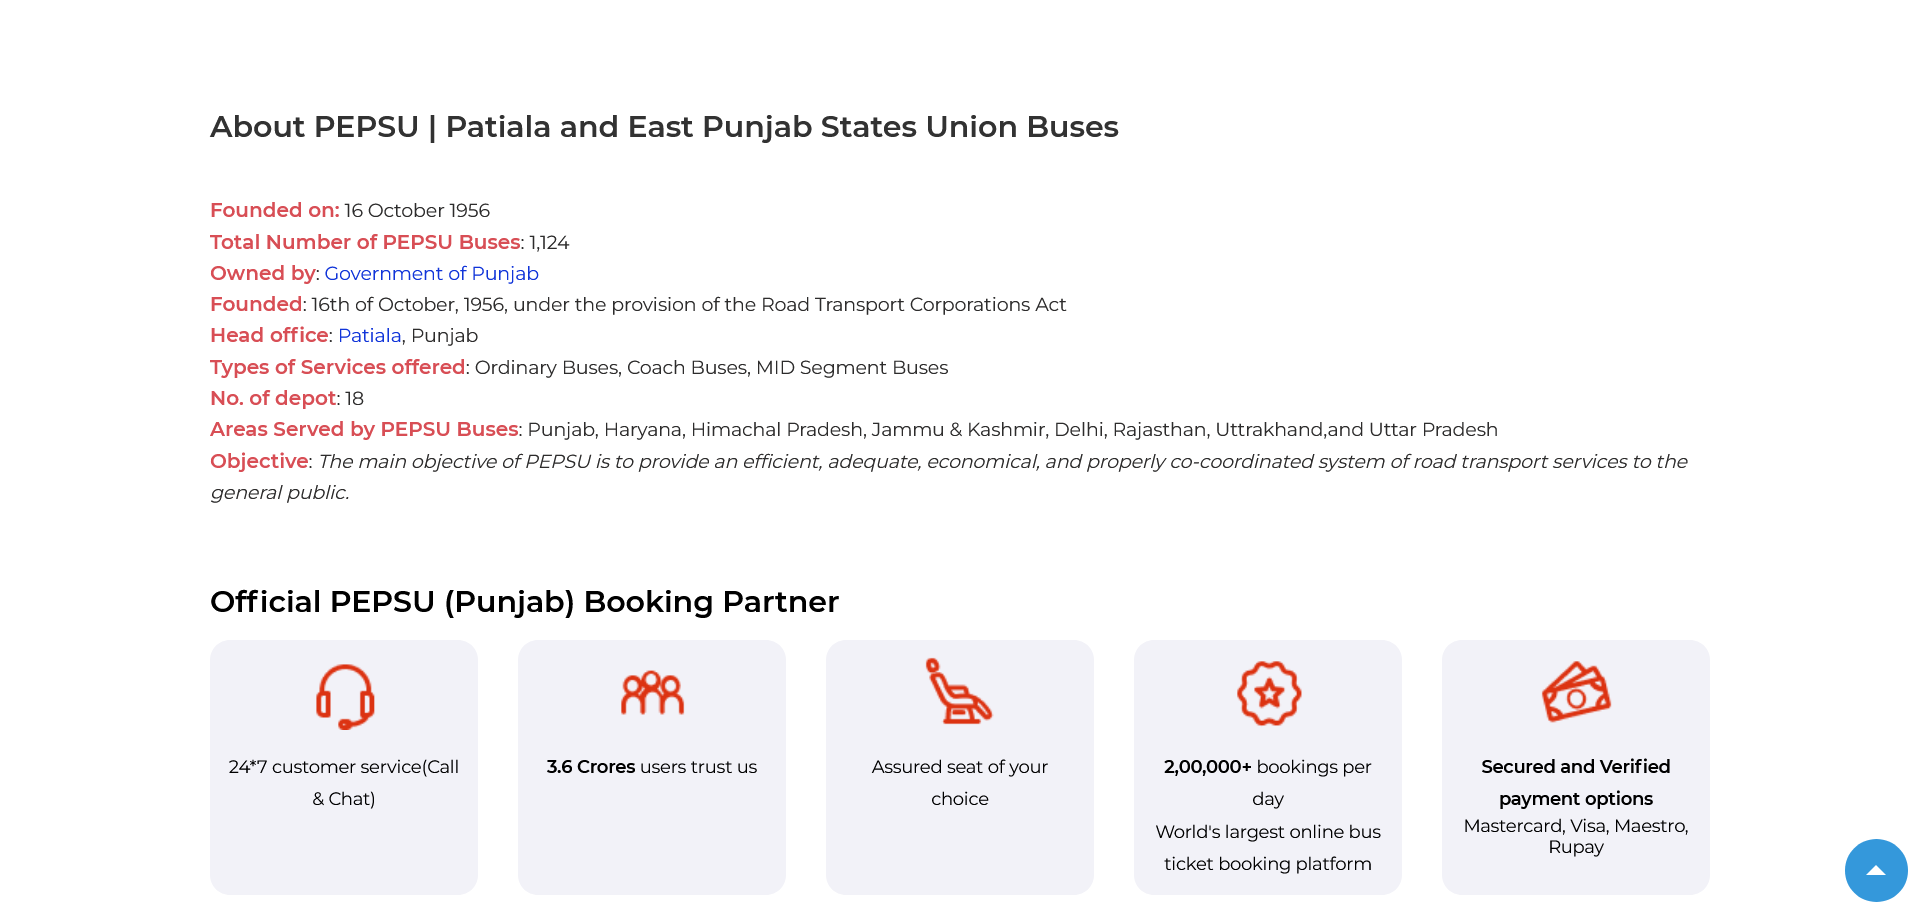 About PEPSU | Patiala and East Punjab States Union Buses
Founded on: 16 October 1956
Total Number of PEPSU Buses: 1,124
Owned by: Government of Punjab
Founded: 16th of October, 1956, under the provision of the Road Transport Corporations Act
Head office: Patiala, Punjab
Types of Services offered: Ordinary Buses, Coach Buses, MID Segment Buses
No. of depot: 18
Areas Served by PEPSU Buses: Punjab, Haryana, Himachal Pradesh, Jammu & Kashmir, Delhi, Rajasthan, Uttrakhand,and Uttar Pradesh
Objective: The main objective of PEPSU is to provide an efficient, adequate, economical, and properly co-coordinated system of road transport services to the
general public.
Official PEPSU (Punjab) Booking Partner
24*7 customer service(Call
& Chat)
3.6 Crores users trust us
Assured seat of your
choice
2,00,000+ bookings per
day
World's largest online bus
ticket booking platform
Secured and Verified
payment options
Mastercard, Visa, Maestro,
Rupay